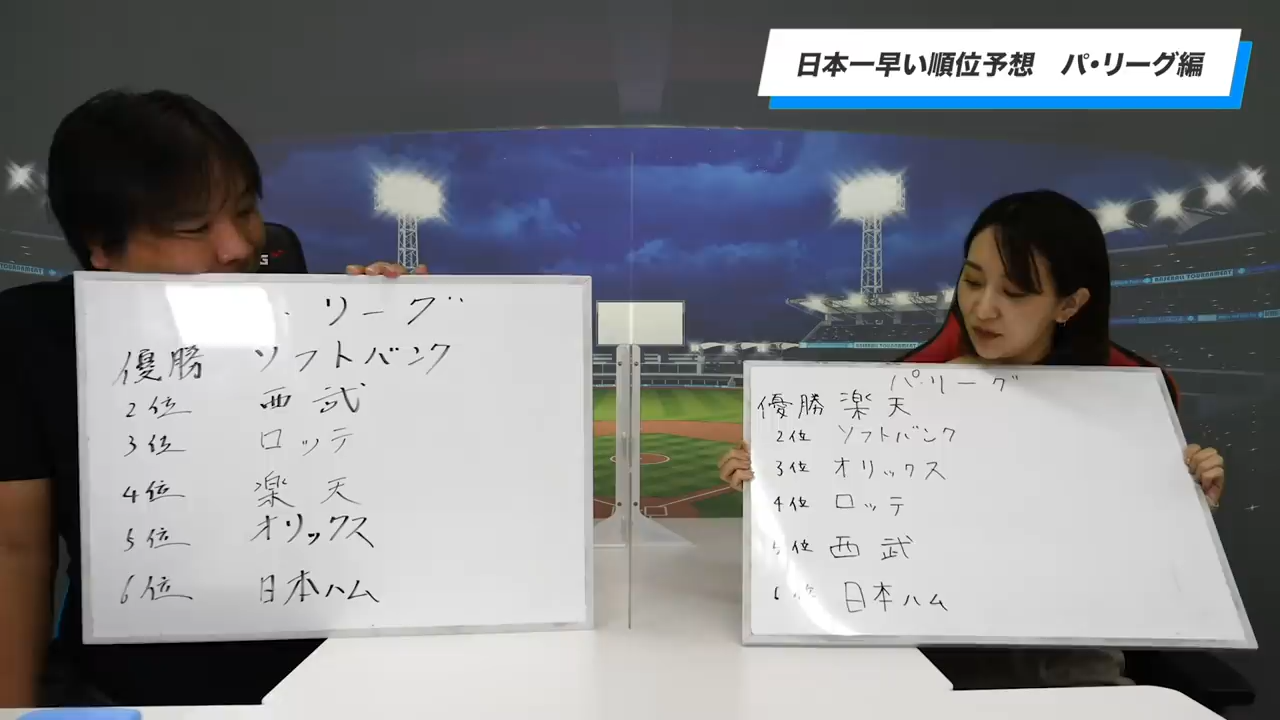 日本一早い順位予想　パ・リーグ編
・リーグ
優勝 ソフトバンク
2位 西武
3位 ロッテ
4位 楽天
5位 オリックス
6位 日本ハム
パ・リーグ
優勝 楽天
2位 ソフトバンク
3位 オリックス
4位 ロッテ
5位 西武
6位 日本ハム
BASEBALL TOURNAMENT